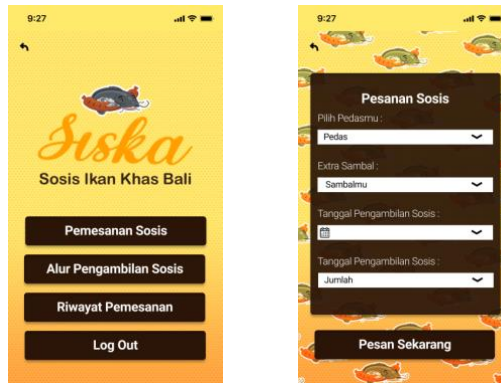 9:27
Siska
Sosis Ikan Khas Bali
Pemesanan Sosis
Alur Pengambilan Sosis
Riwayat Pemesanan
Log Out
9:27
Pesanan Sosis
Pilih Pedasmu :
Pedas
Extra Sambal :
Sambalmu
Tanggal Pengambilan Sosis :
Tanggal Pengambilan Sosis :
Jumlah
Pesan Sekarang